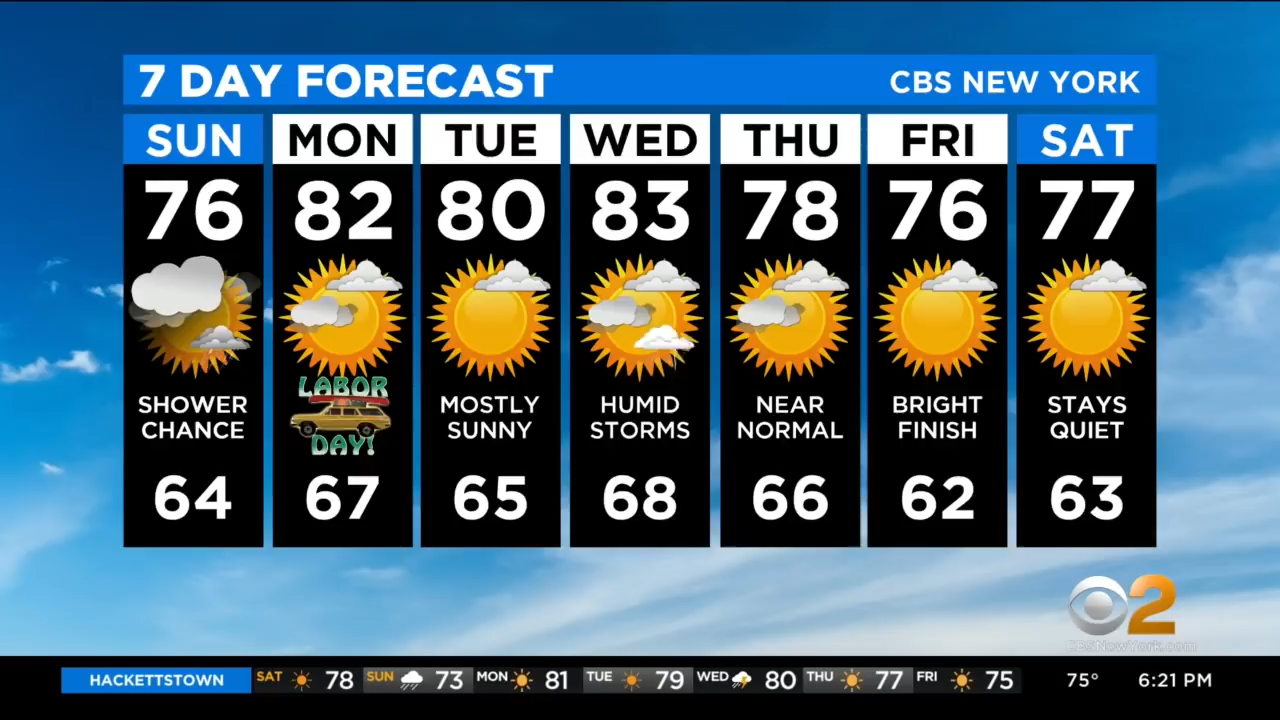 7 DAY FORECAST
CBS NEW YORK
SUN
76
SHOWER
CHANCE
64
MON
82
LABOR
DAY!
67
TUE
80
MOSTLY
SUNNY
65
WED
83
HUMID
STORMS
68
THU
78
NEAR
NORMAL
66
FRI
76
BRIGHT
FINISH
62
SAT
77
STAYS
QUIET
63
2
CBSNewYork.com
HACKETTSTOWN SAT 78 SUN 73 MON 81 TUE 79 WED 80 THU 77 FRI 75 75° 6:21 PM